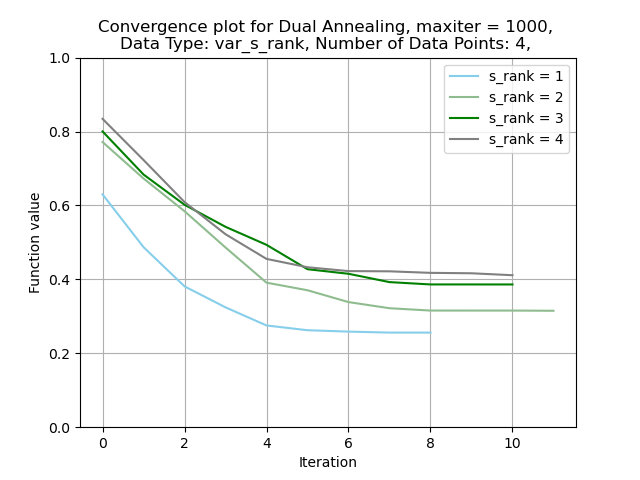 Convergence plot for Dual Annealing, maxiter = 1000,
Data Type: var_s_rank, Number of Data Points: 4,
1.0
0.8
0.6
0.4
0.2
0.0
Function value
s_rank = 1
s_rank = 2
s_rank = 3
s_rank = 4
0
2
4
6
8
10
Iteration